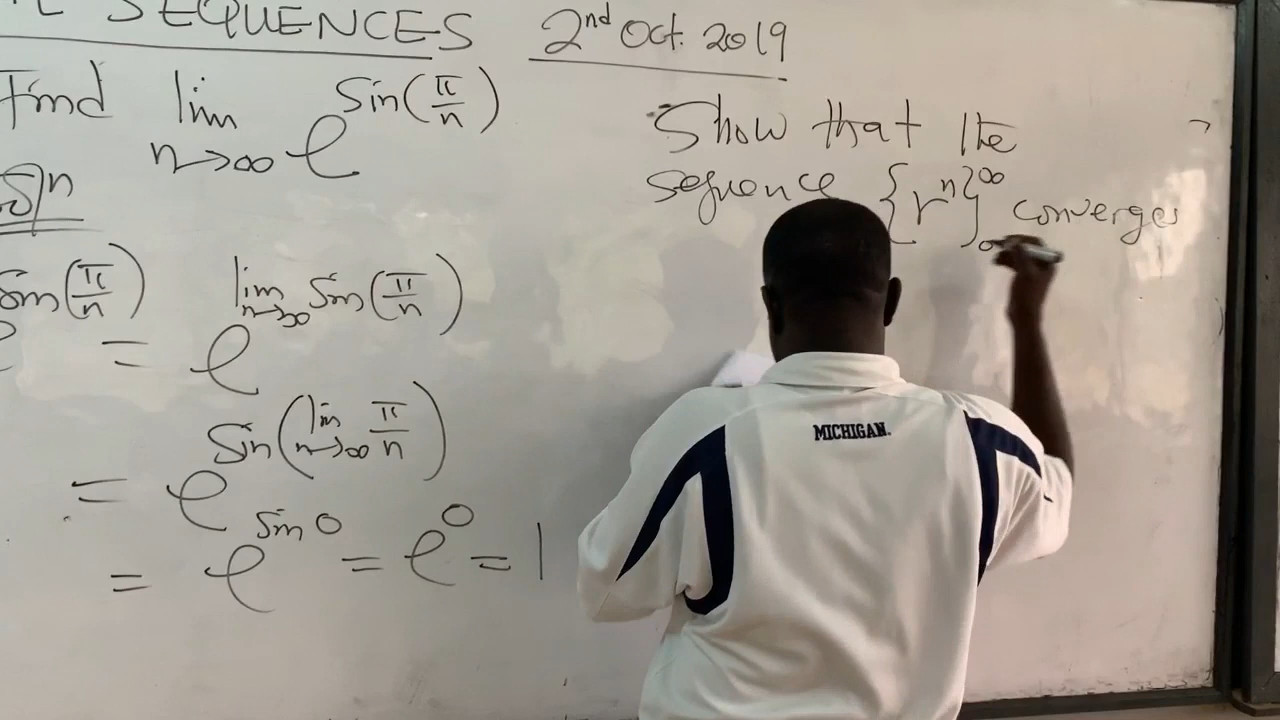 SEQUENCES 2nd Oct. 2019
Find lim n→∞ e^Sin(π/n)
Sol^n
Sin(π/n) lim n→∞ Sin(π/n)
e = e
Sin(lim n→∞ π/n)
= e
Sin 0
= e = e^0 = 1
Show that the
sequence {r^n}^∞_0 converges
MICHIGAN.